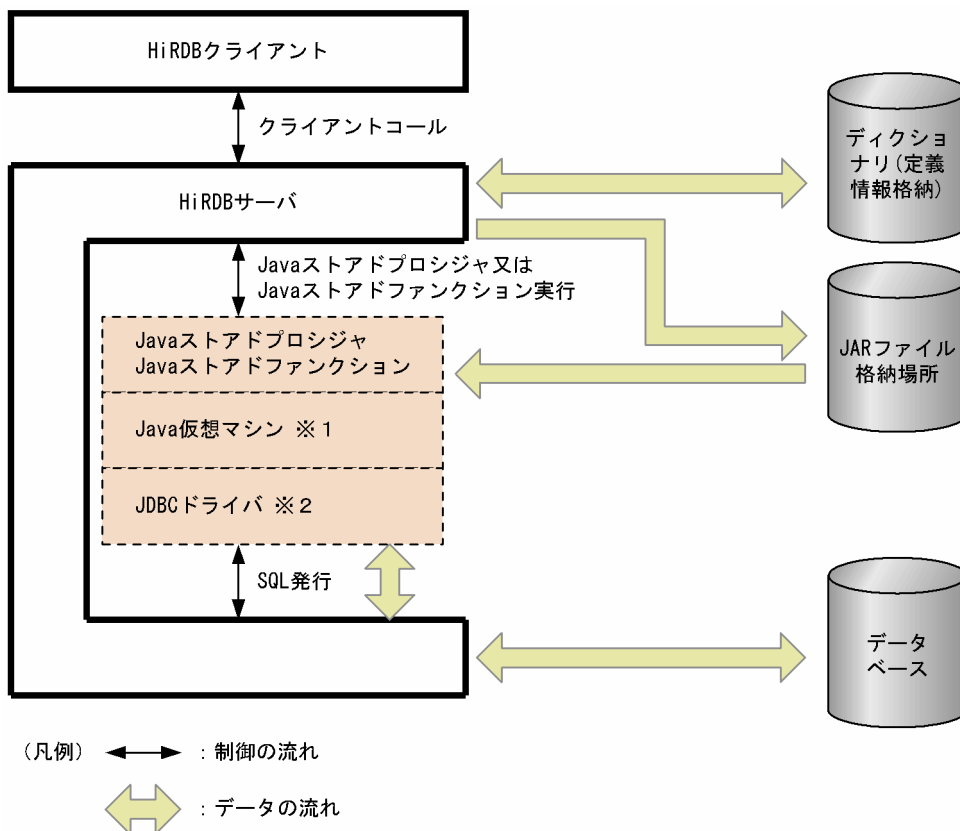 HiRDBクライアント
クライアントコール
HiRDBサーバ
ディクショ
ナリ(定義
情報格納)
Javaストアドプロシジャ又は
Javaストアドファンクション実行
Javaストアドプロシジャ
Javaストアドファンクション
JARファイル
格納場所
Java仮想マシン ※1
JDBCドライバ ※2
SQL発行
データ
ベース
(凡例) :制御の流れ
:データの流れ